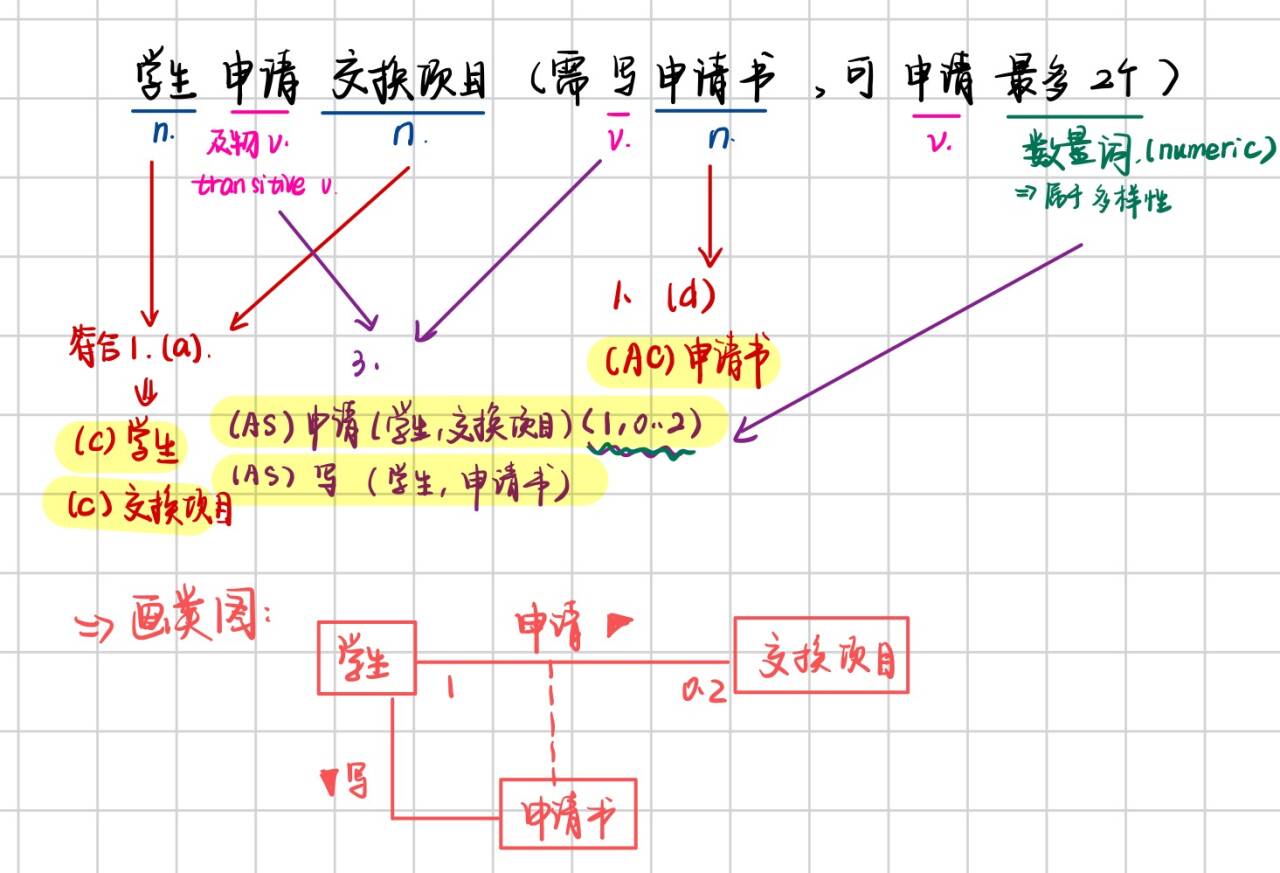 学生 申请 交换项目（需 写 申请书，可 申请 最多2个）
n. 及物v. n. v. n. v. 数量词.(numeric)
transitive v. ⇒属于多样性
1、(d)
符合1.(a). 3. (AC)申请书
⇓
(C)学生 (AS)申请(学生,交换项目)(1,0..2)
(C)交换项目 (AS)写(学生,申请书)
⇒画类图:
申请 ▶
学生 交换项目
1 0..2
▼写
申请书